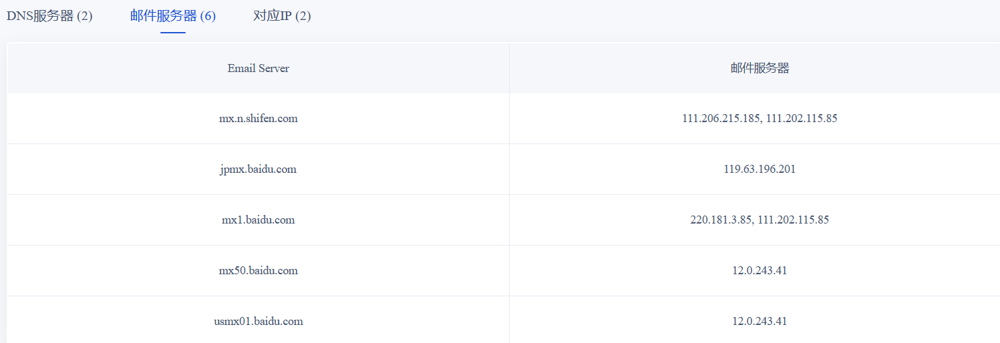 DNS服务器 (2) 邮件服务器 (6) 对应IP (2)
Email Server 邮件服务器
mx.n.shifen.com 111.206.215.185, 111.202.115.85
jpmx.baidu.com 119.63.196.201
mx1.baidu.com 220.181.3.85, 111.202.115.85
mx50.baidu.com 12.0.243.41
usmx01.baidu.com 12.0.243.41